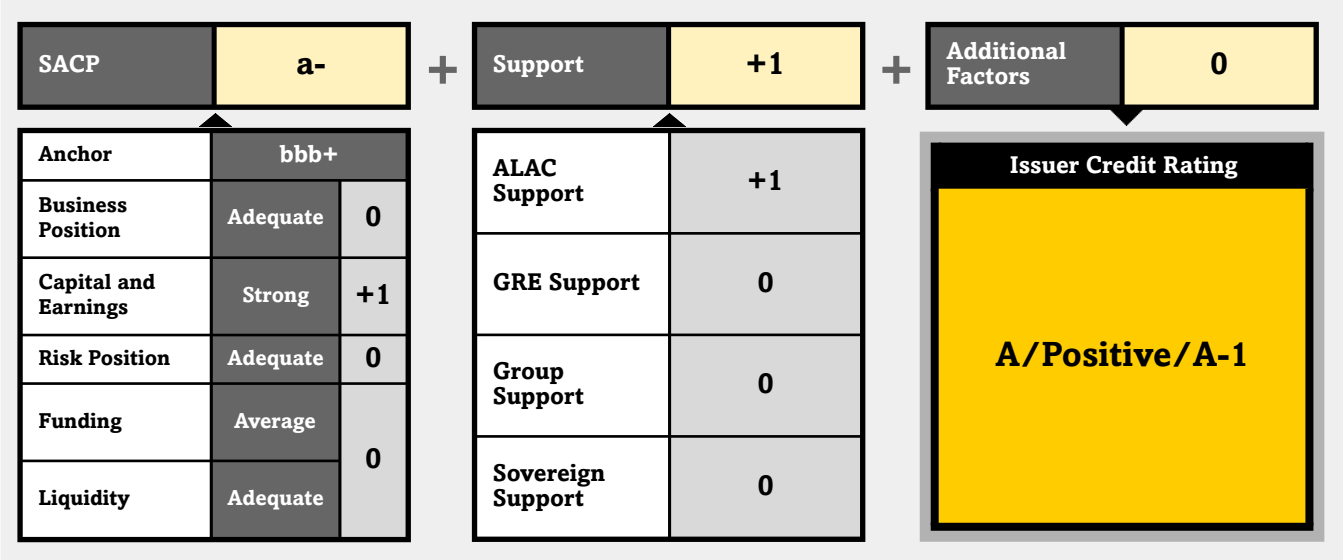 SACP
a-
+
Support
+1
+
Additional
Factors
0
Anchor
bbb+
Business
Position
Adequate
0
Capital and
Earnings
Strong
+1
Risk Position
Adequate
0
Funding
Average
0
Liquidity
Adequate
ALAC
Support
+1
GRE Support
0
Group
Support
0
Sovereign
Support
0
Issuer Credit Rating
A/Positive/A-1